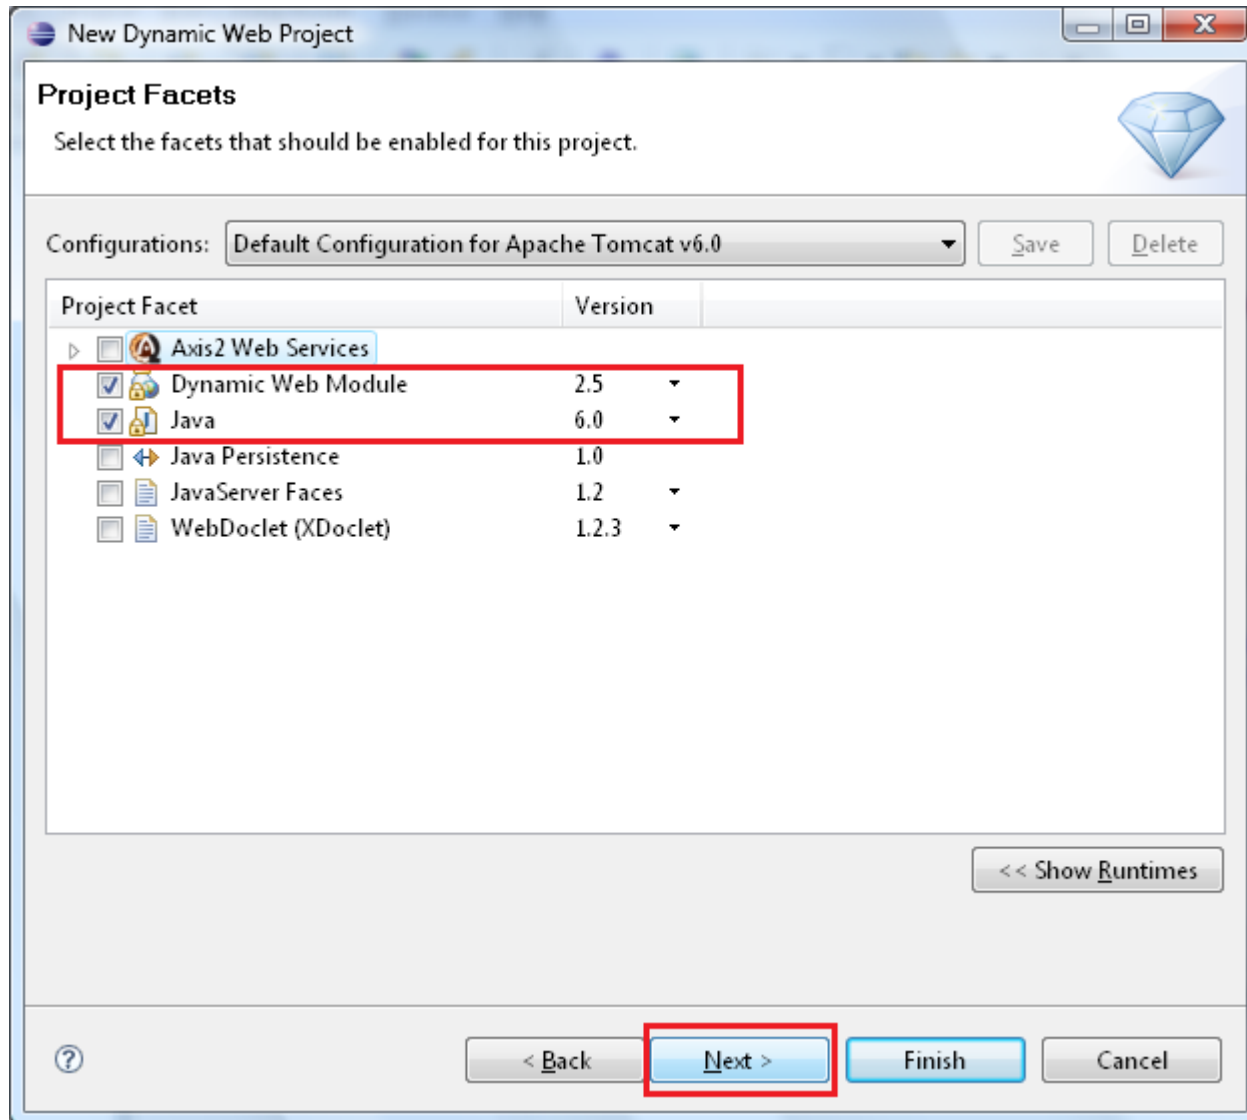 New Dynamic Web Project
Project Facets
Select the facets that should be enabled for this project.
Configurations: Default Configuration for Apache Tomcat v6.0 Save Delete
Project Facet Version
Axis2 Web Services
Dynamic Web Module 2.5
Java 6.0
Java Persistence 1.0
JavaServer Faces 1.2
WebDoclet (XDoclet) 1.2.3
<< Show Runtimes
? < Back Next > Finish Cancel